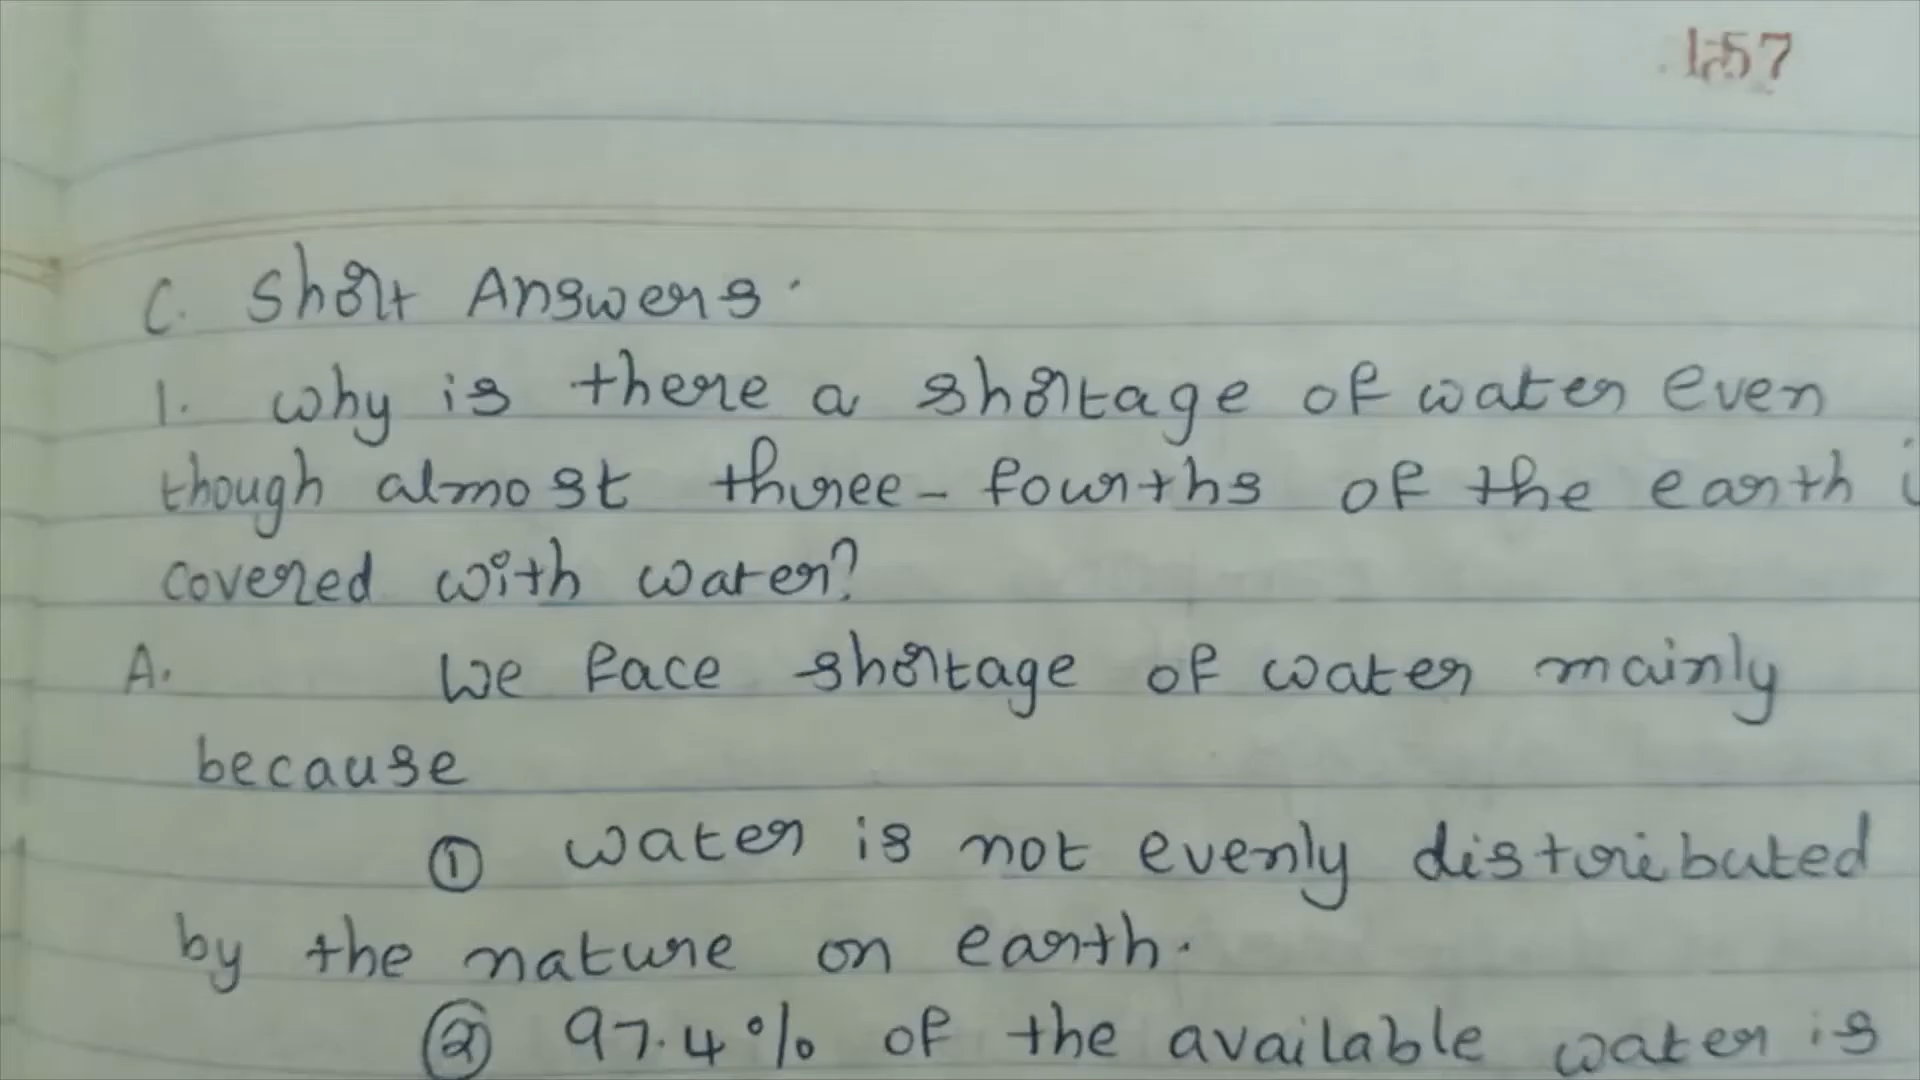 157
C. Short Answers.
1. Why is there a shortage of water even
though almost three-fourths of the earth i
covered with water?
A. We face shortage of water mainly
because
① water is not evenly distributed
by the nature on earth.
② 97.4% of the available water is